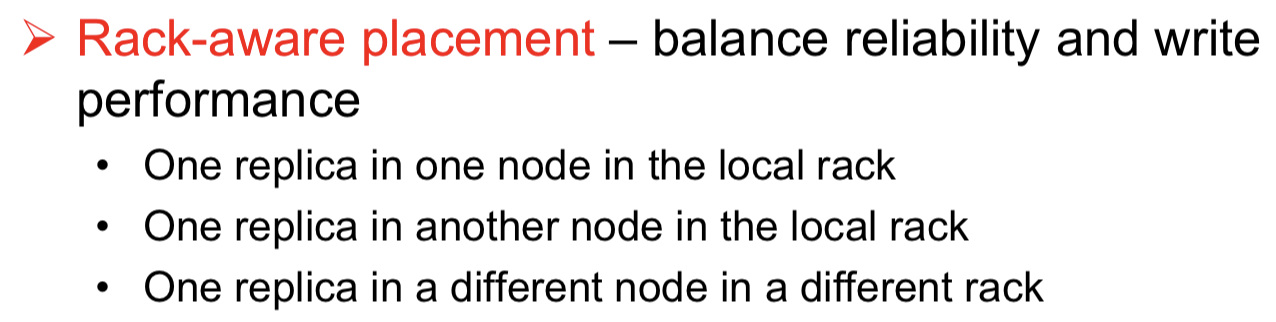 ➢ Rack-aware placement – balance reliability and write
performance
• One replica in one node in the local rack
• One replica in another node in the local rack
• One replica in a different node in a different rack